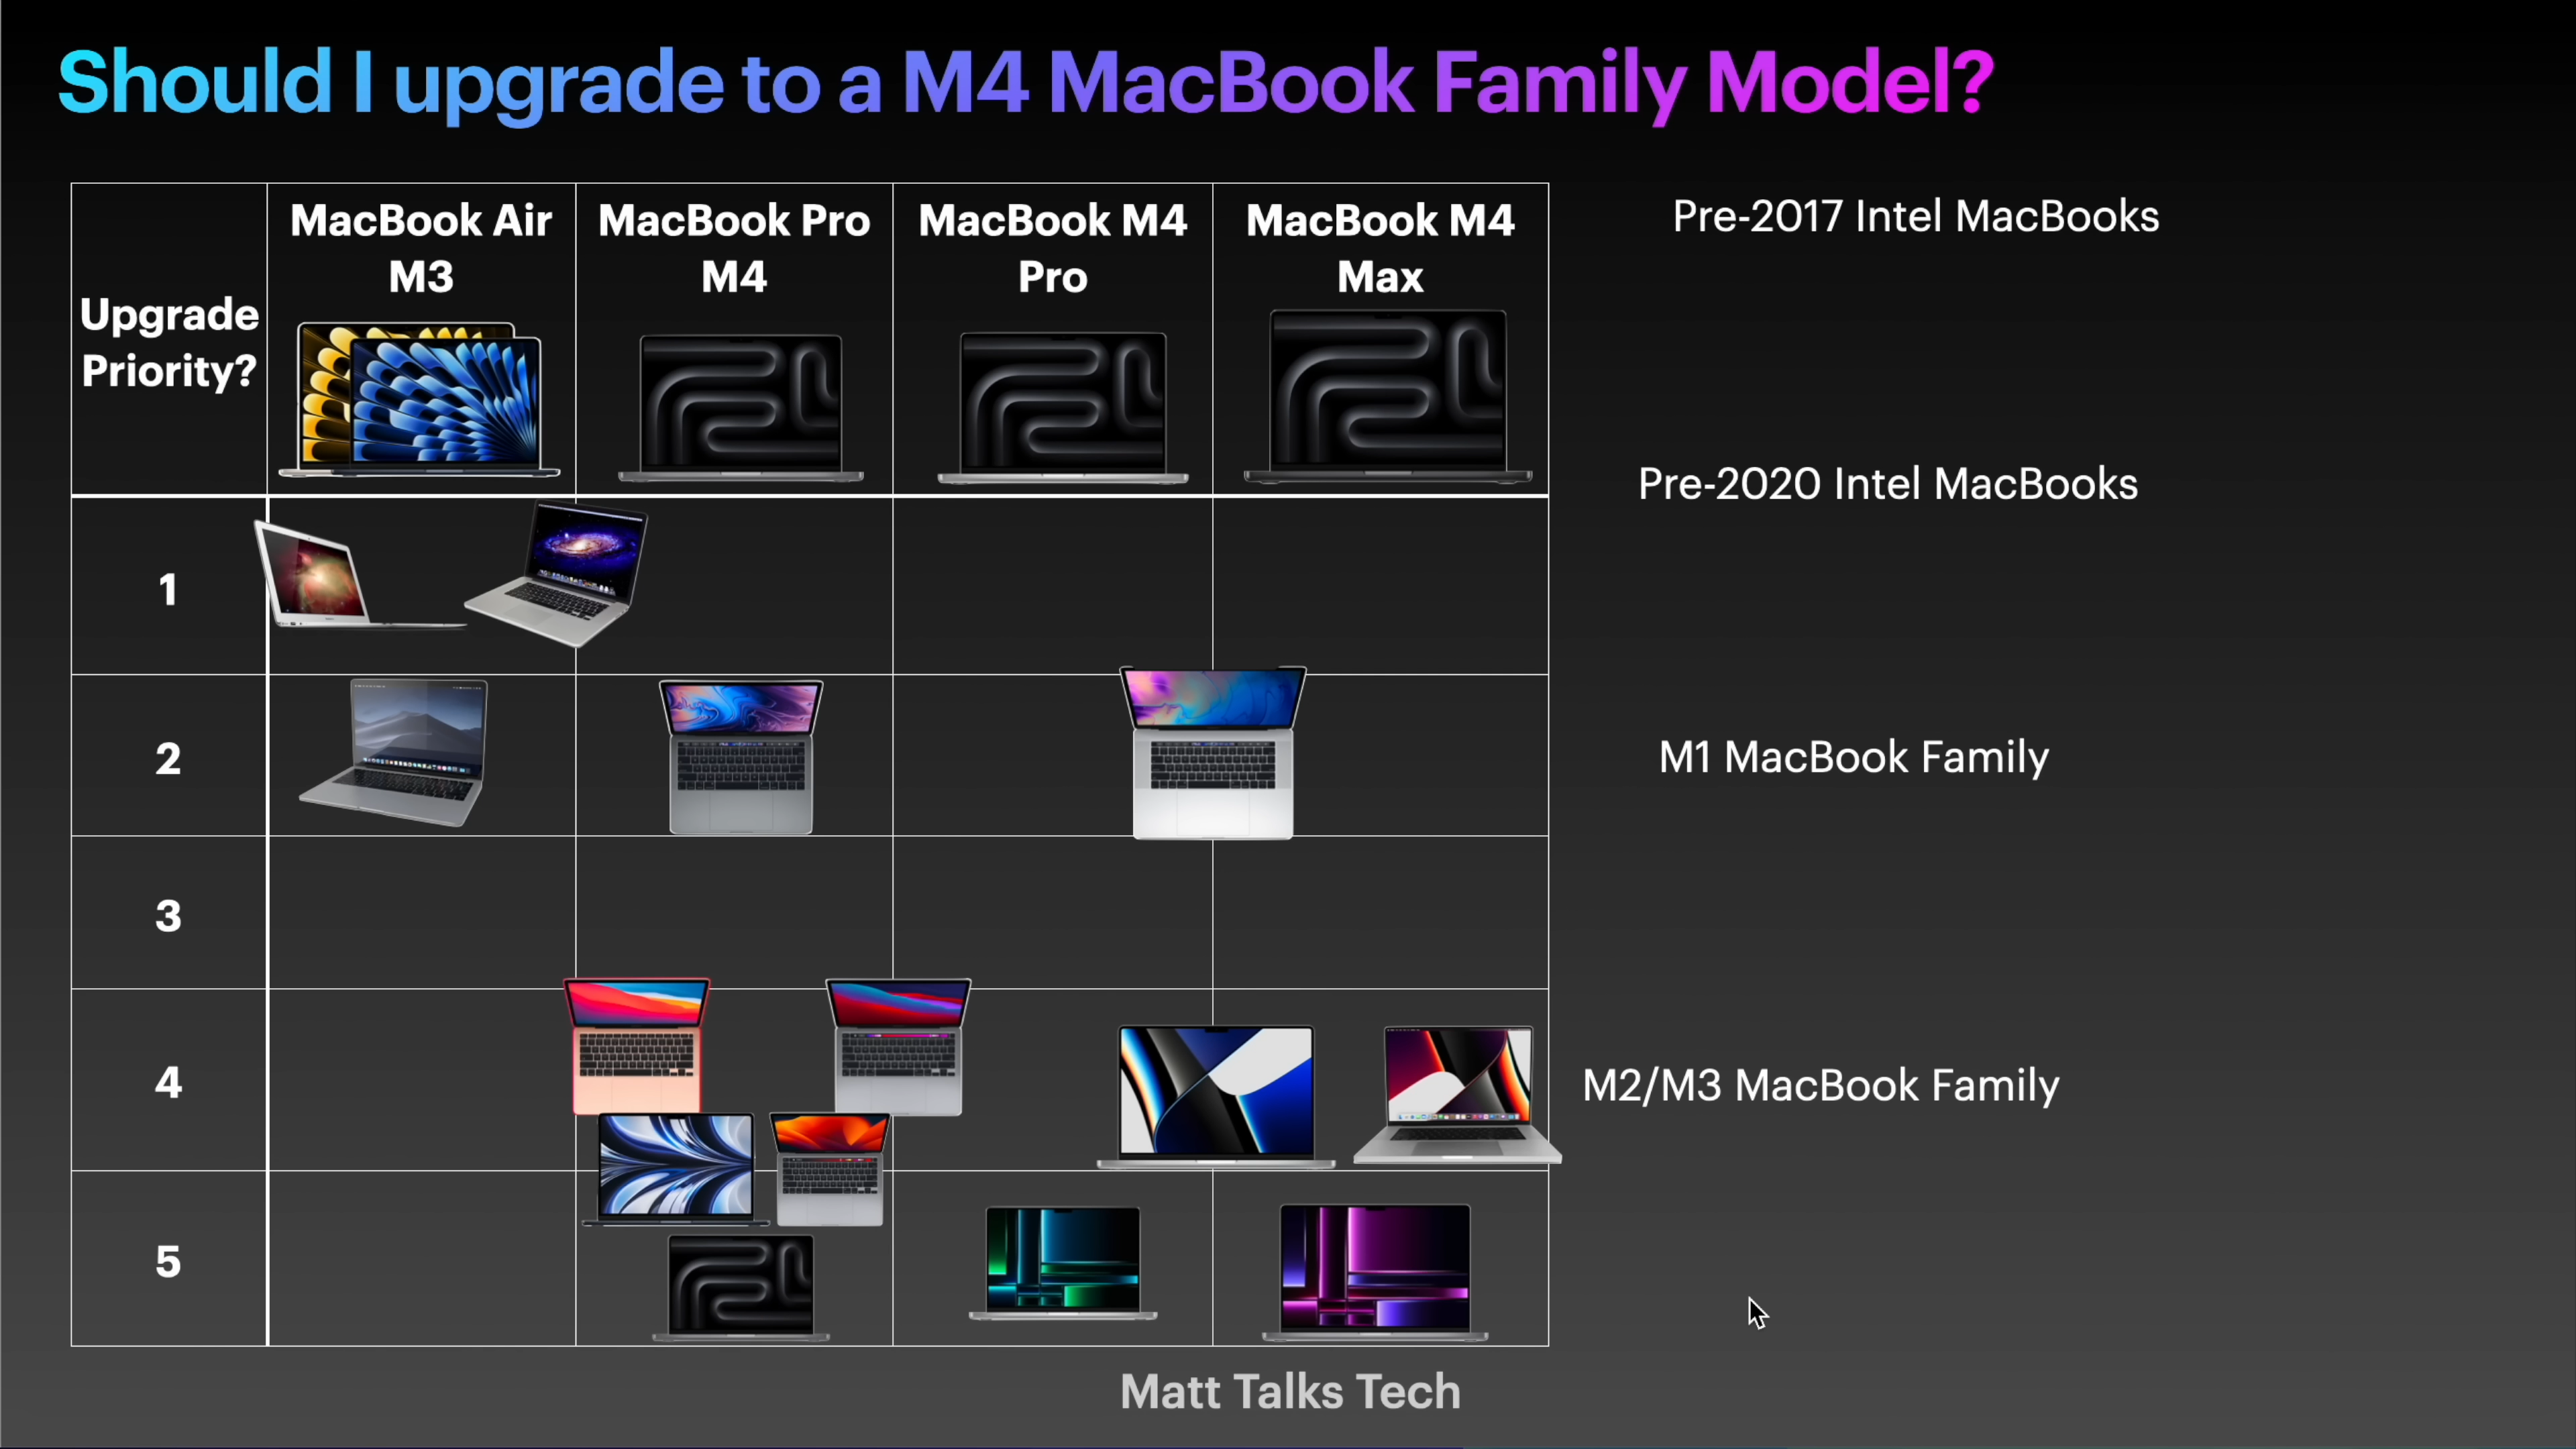 Should I upgrade to a M4 MacBook Family Model?
Upgrade
Priority?
MacBook Air
M3
MacBook Pro
M4
MacBook M4
Pro
MacBook M4
Max
Pre-2017 Intel MacBooks
Pre-2020 Intel MacBooks
1
2
M1 MacBook Family
3
4
M2/M3 MacBook Family
5
Matt Talks Tech